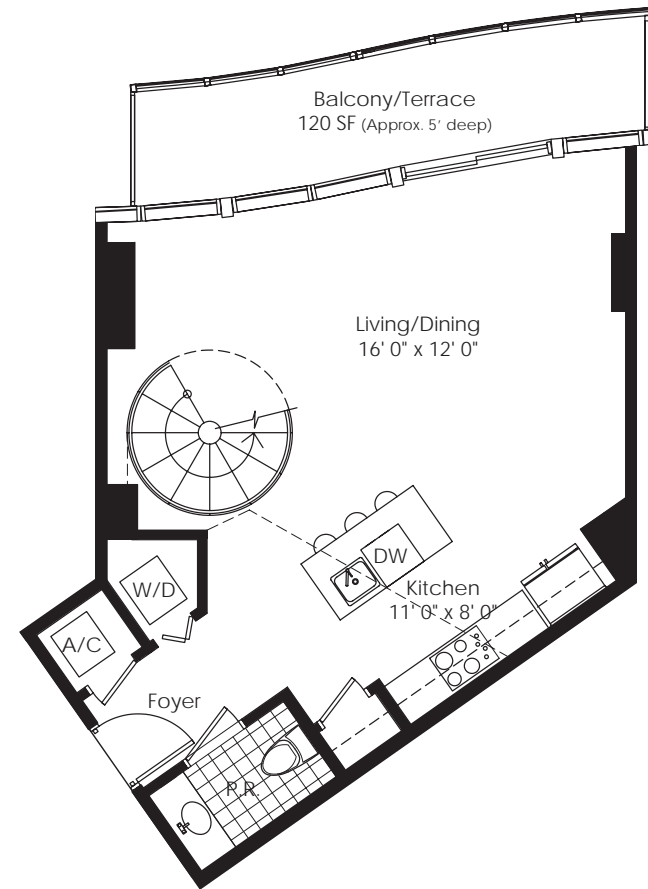 Balcony/Terrace
120 SF (Approx. 5' deep)
Living/Dining
16' 0" x 12' 0"
DW
Kitchen
11' 0" x 8' 0"
W/D
A/C
Foyer
P.R.